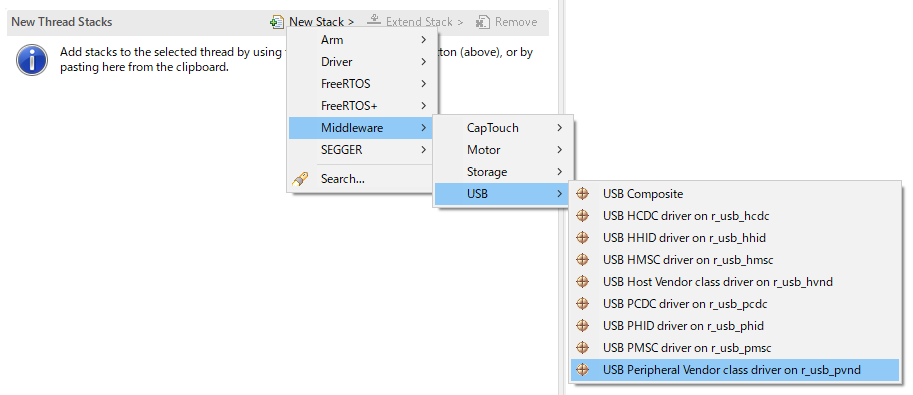 New Thread Stacks
New Stack >
Extend Stack >
Remove
Add stacks to the selected thread by using
tton (above), or by
pasting here from the clipboard.
Arm
Driver
FreeRTOS
FreeRTOS+
Middleware
SEGGER
Search...
CapTouch
Motor
Storage
USB
USB Composite
USB HCDC driver on r_usb_hcdc
USB HHID driver on r_usb_hhid
USB HMSC driver on r_usb_hmsc
USB Host Vendor class driver on r_usb_hvnd
USB PCDC driver on r_usb_pcdc
USB PHID driver on r_usb_phid
USB PMSC driver on r_usb_pmsc
USB Peripheral Vendor class driver on r_usb_pvnd